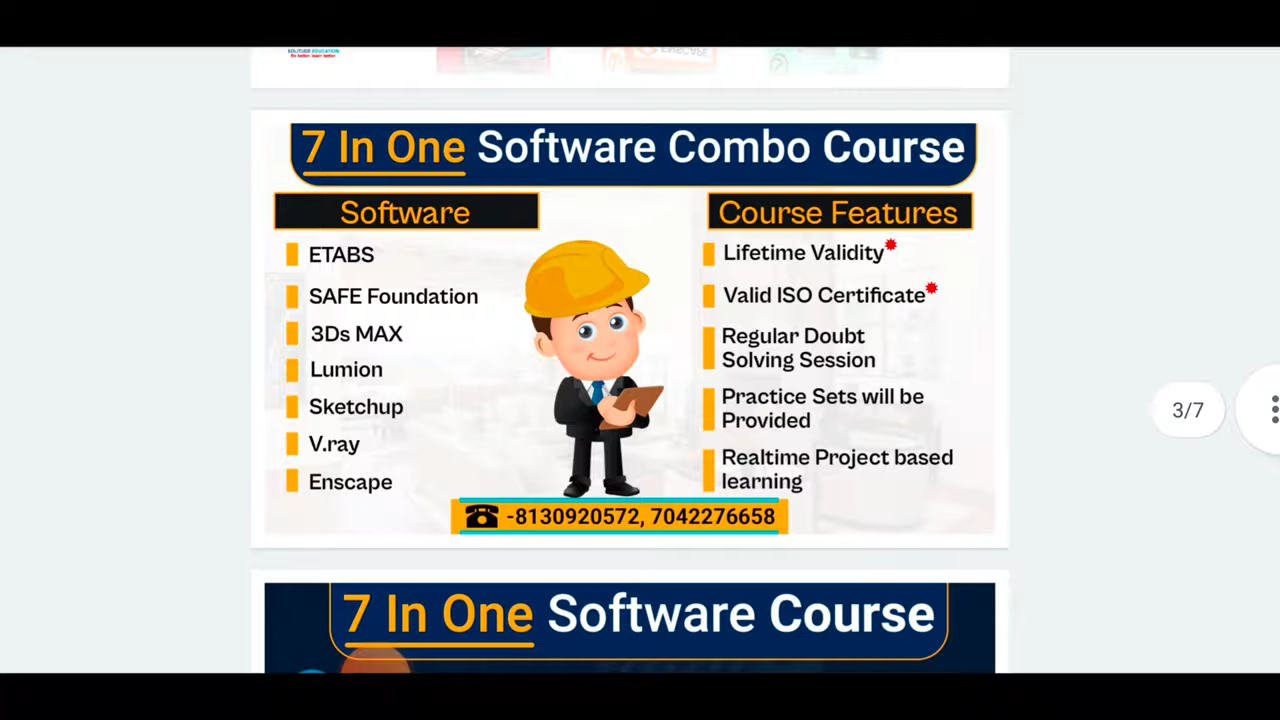 SOLITUDE EDUCATION
7 In One Software Combo Course
Software
ETABS
SAFE Foundation
3Ds MAX
Lumion
Sketchup
V.ray
Enscape
Course Features
Lifetime Validity
Valid ISO Certificate
Regular Doubt
Solving Session
Practice Sets will be
Provided
Realtime Project based
learning
-8130920572, 7042276658
3/7
7 In One Software Course